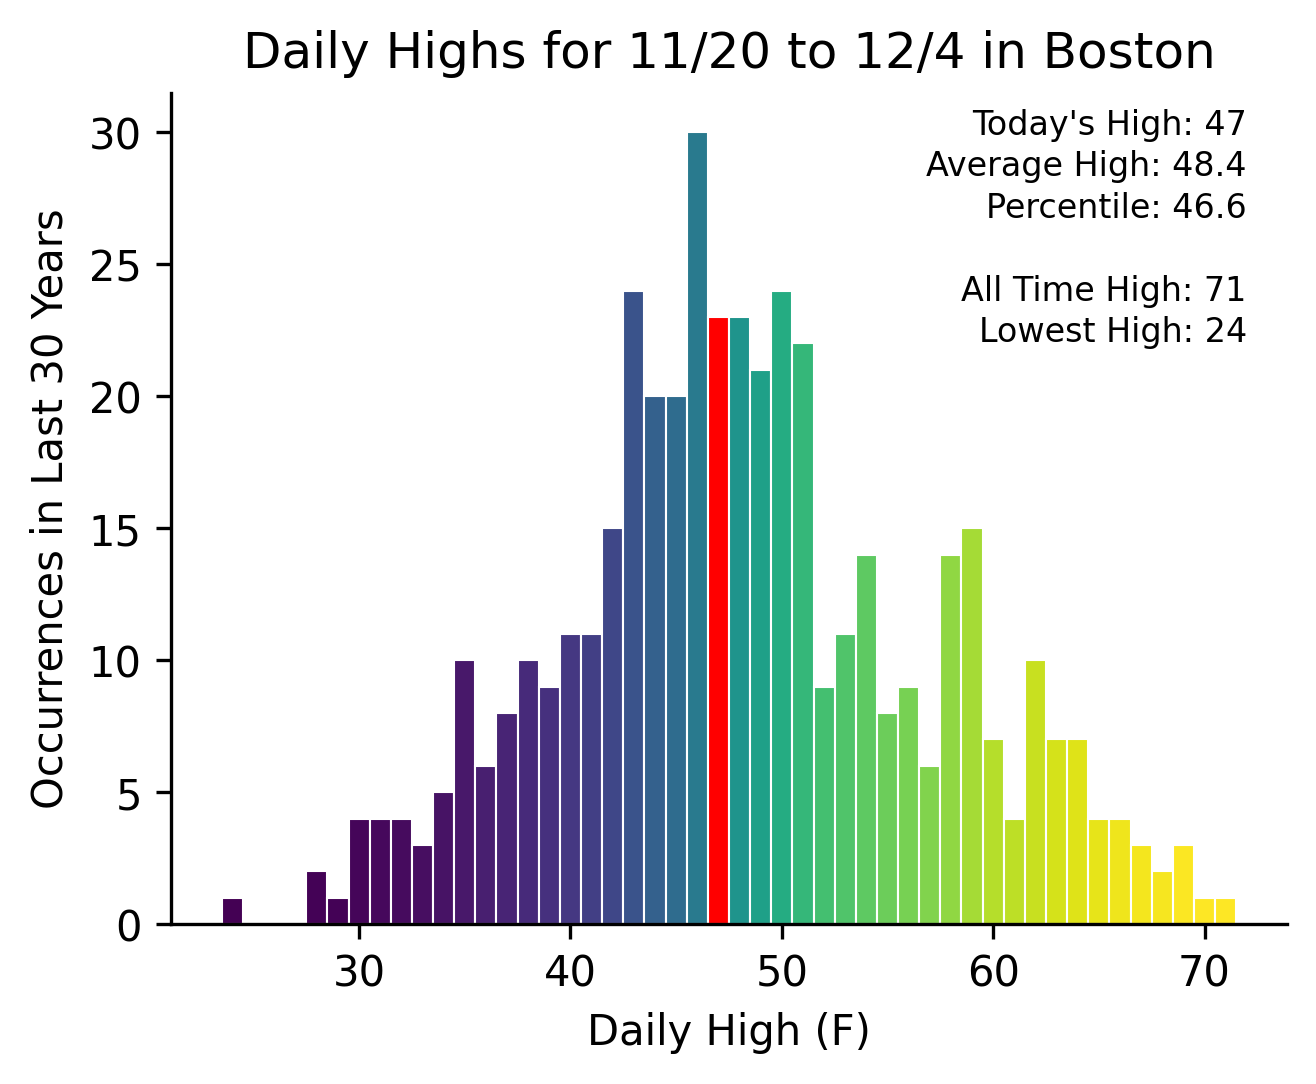 Daily Highs for 11/20 to 12/4 in Boston
Today's High: 47
Average High: 48.4
Percentile: 46.6
All Time High: 71
Lowest High: 24
Occurrences in Last 30 Years
30
25
20
15
10
5
0
30 40 50 60 70
Daily High (F)